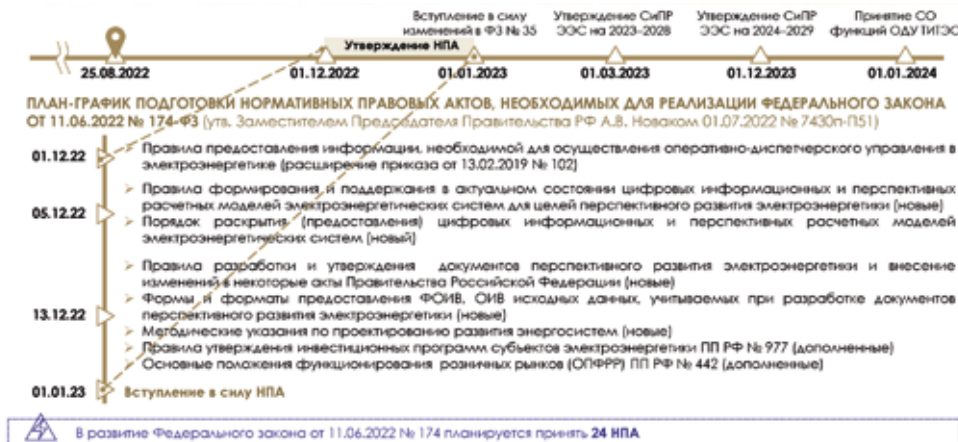 Вступление в силу
изменений в ФЗ № 35
Утверждение СиПР
ЭЭС на 2023–2028
Утверждение СиПР
ЭЭС на 2024–2029
Принятие СО
функций ОДУ ТИТЭС
Утверждение НПА
25.08.2022
01.12.2022
01.01.2023
01.03.2023
01.12.2023
01.01.2024
ПЛАН-ГРАФИК ПОДГОТОВКИ НОРМАТИВНЫХ ПРАВОВЫХ АКТОВ, НЕОБХОДИМЫХ ДЛЯ РЕАЛИЗАЦИИ ФЕДЕРАЛЬНОГО ЗАКОНА
ОТ 11.06.2022 № 174-ФЗ (утв. Заместителем Председателя Правительства РФ А.В. Новаком 01.07.2022 № 7430п-П51)
01.12.22
Правила предоставления информации, необходимой для осуществления оперативно-диспетчерского управления в
электроэнергетике (расширение приказа от 13.02.2019 № 102)
05.12.22
Правила формирования и поддержания в актуальном состоянии цифровых информационных и перспективных
расчетных моделей электроэнергетических систем для целей перспективного развития электроэнергетики (новые)
Порядок раскрытия (предоставления) цифровых информационных и перспективных расчетных моделей
электроэнергетических систем (новый)
13.12.22
Правила разработки и утверждения документов перспективного развития электроэнергетики и внесение
изменений в некоторые акты Правительства Российской Федерации (новые)
Формы и форматы предоставления ФОИВ, ОИВ исходных данных, учитываемых при разработке документов
перспективного развития электроэнергетики (новые)
Методические указания по проектированию развития энергосистем (новые)
Правила утверждения инвестиционных программ субъектов электроэнергетики ПП РФ № 977 (дополненные)
Основные положения функционирования розничных рынков (ОПФРР) ПП РФ № 442 (дополненные)
01.01.23
Вступление в силу НПА
В развитие Федерального закона от 11.06.2022 № 174 планируется принять 24 НПА